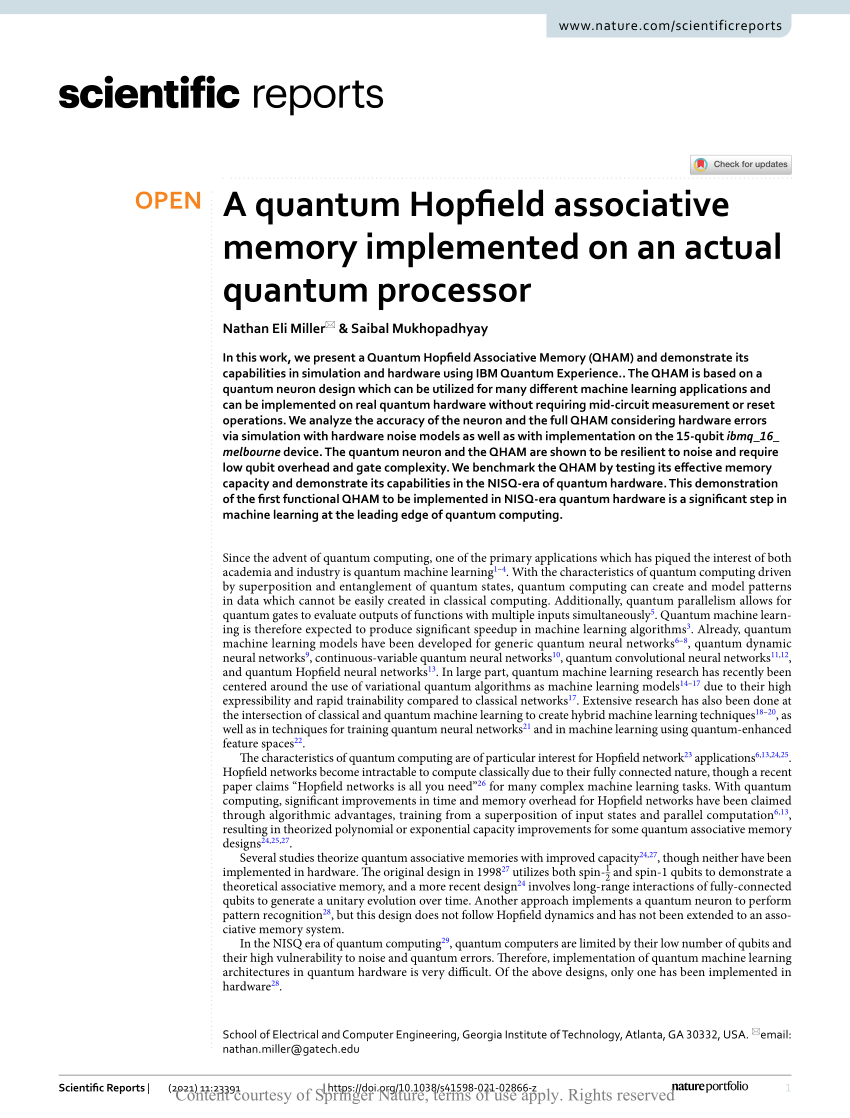 www.nature.com/scientificreports
scientific reports
Check for updates
OPEN
A quantum Hopfield associative
memory implemented on an actual
quantum processor
Nathan Eli Miller✉ & Saibal Mukhopadhyay
In this work, we present a Quantum Hopfield Associative Memory (QHAM) and demonstrate its
capabilities in simulation and hardware using IBM Quantum Experience.. The QHAM is based on a
quantum neuron design which can be utilized for many different machine learning applications and
can be implemented on real quantum hardware without requiring mid-circuit measurement or reset
operations. We analyze the accuracy of the neuron and the full QHAM considering hardware errors
via simulation with hardware noise models as well as with implementation on the 15-qubit ibmq_16_
melbourne device. The quantum neuron and the QHAM are shown to be resilient to noise and require
low qubit overhead and gate complexity. We benchmark the QHAM by testing its effective memory
capacity and demonstrate its capabilities in the NISQ-era of quantum hardware. This demonstration
of the first functional QHAM to be implemented in NISQ-era quantum hardware is a significant step in
machine learning at the leading edge of quantum computing.
Since the advent of quantum computing, one of the primary applications which has piqued the interest of both
academia and industry is quantum machine learning1–4. With the characteristics of quantum computing driven
by superposition and entanglement of quantum states, quantum computing can create and model patterns
in data which cannot be easily created in classical computing. Additionally, quantum parallelism allows for
quantum gates to evaluate outputs of functions with multiple inputs simultaneously5. Quantum machine learn-
ing is therefore expected to produce significant speedup in machine learning algorithms3. Already, quantum
machine learning models have been developed for generic quantum neural networks6–8, quantum dynamic
neural networks9, continuous-variable quantum neural networks10, quantum convolutional neural networks11,12,
and quantum Hopfield neural networks13. In large part, quantum machine learning research has recently been
centered around the use of variational quantum algorithms as machine learning models14–17 due to their high
expressibility and rapid trainability compared to classical networks17. Extensive research has also been done at
the intersection of classical and quantum machine learning to create hybrid machine learning techniques18–20, as
well as in techniques for training quantum neural networks21 and in machine learning using quantum-enhanced
feature spaces22.
The characteristics of quantum computing are of particular interest for Hopfield network23 applications6,13,24,25.
Hopfield networks become intractable to compute classically due to their fully connected nature, though a recent
paper claims “Hopfield networks is all you need”26 for many complex machine learning tasks. With quantum
computing, significant improvements in time and memory overhead for Hopfield networks have been claimed
through algorithmic advantages, training from a superposition of input states and parallel computation6,13,
resulting in theorized polynomial or exponential capacity improvements for some quantum associative memory
designs24,25,27.
Several studies theorize quantum associative memories with improved capacity24,27, though neither have been
implemented in hardware. The original design in 199827 utilizes both spin-1/2 and spin-1 qubits to demonstrate a
theoretical associative memory, and a more recent design24 involves long-range interactions of fully-connected
qubits to generate a unitary evolution over time. Another approach implements a quantum neuron to perform
pattern recognition28, but this design does not follow Hopfield dynamics and has not been extended to an asso-
ciative memory system.
In the NISQ era of quantum computing29, quantum computers are limited by their low number of qubits and
their high vulnerability to noise and quantum errors. Therefore, implementation of quantum machine learning
architectures in quantum hardware is very difficult. Of the above designs, only one has been implemented in
hardware28.
School of Electrical and Computer Engineering, Georgia Institute of Technology, Atlanta, GA 30332, USA. ✉email:
nathan.miller@gatech.edu
Scientific Reports | (2021) 11:23391 | https://doi.org/10.1038/s41598-021-02866-z nature portfolio 1
Content courtesy of Springer Nature, terms of use apply. Rights reserved